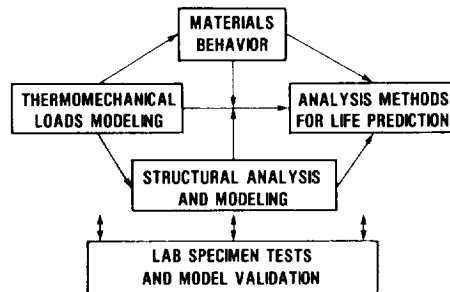 MATERIALS
BEHAVIOR
THERMOMECHANICAL
LOADS MODELING
ANALYSIS METHODS
FOR LIFE PREDICTION
STRUCTURAL ANALYSIS
AND MODELING
LAB SPECIMEN TESTS
AND MODEL VALIDATION